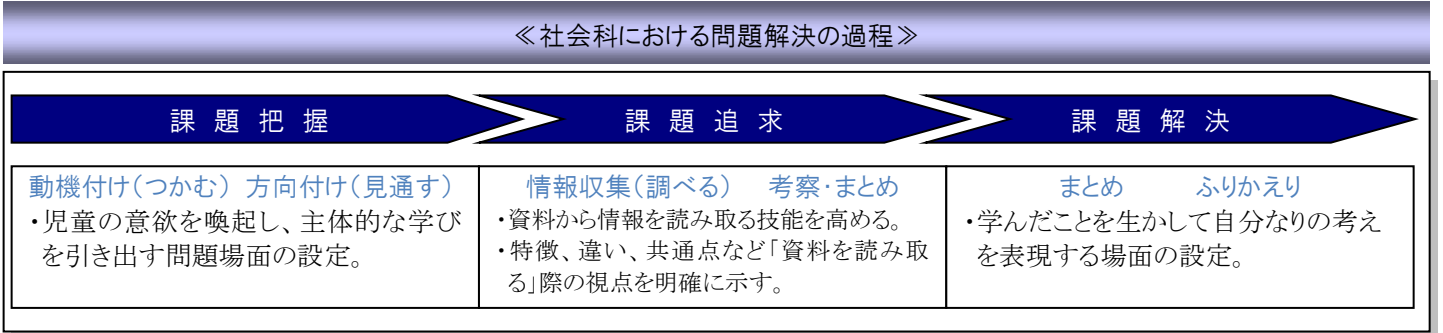 ≪社会科における問題解決の過程≫
課題把握
課題追求
課題解決
動機付け(つかむ) 方向付け(見通す)
・児童の意欲を喚起し、主体的な学び
を引き出す問題場面の設定。
情報収集(調べる) 考察・まとめ
・資料から情報を読み取る技能を高める。
・特徴、違い、共通点など「資料を読み取
る」際の視点を明確に示す。
まとめ ふりかえり
・学んだことを生かして自分なりの考え
を表現する場面の設定。